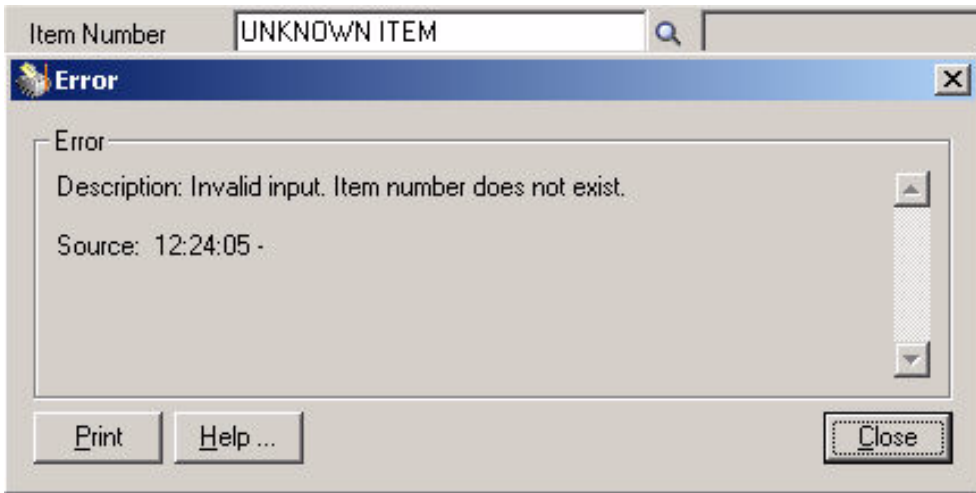 Item Number UNKNOWN ITEM
Error
Error
Description: Invalid input. Item number does not exist.
Source: 12:24:05 -
Print Help ... Close